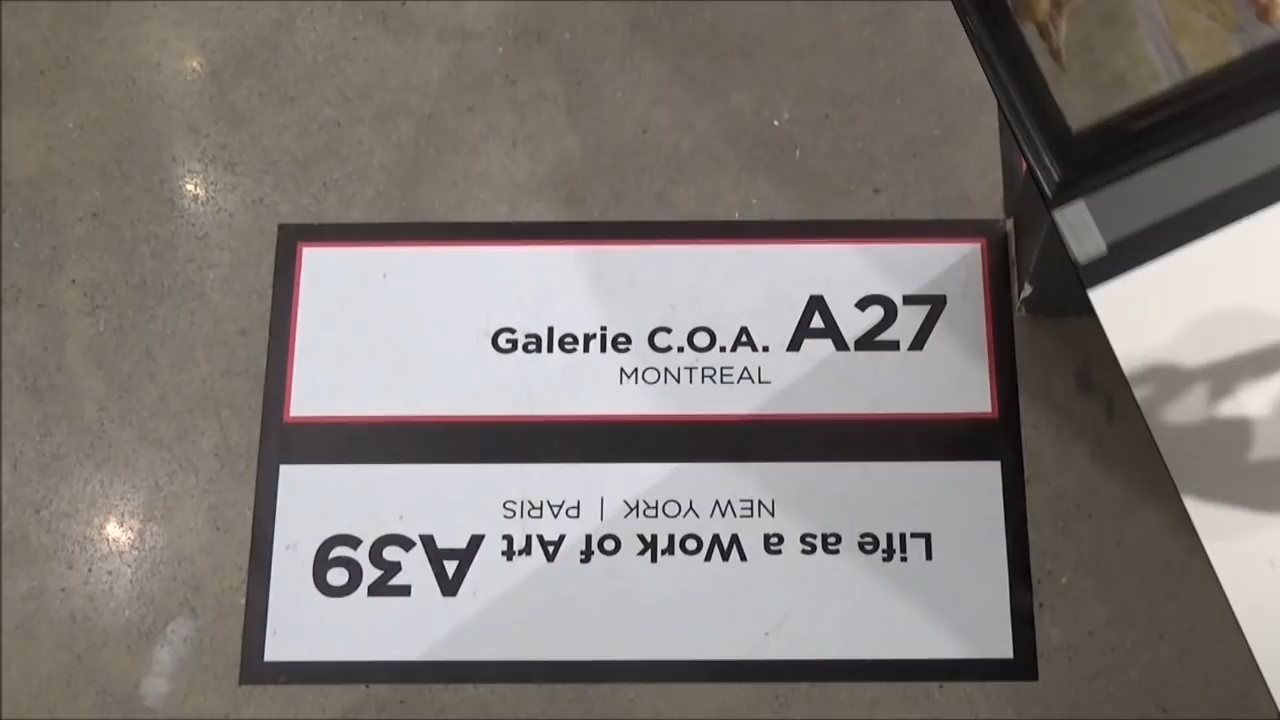 Galerie C.O.A. A27
MONTREAL
Life as a Work of Art A39
NEW YORK | PARIS